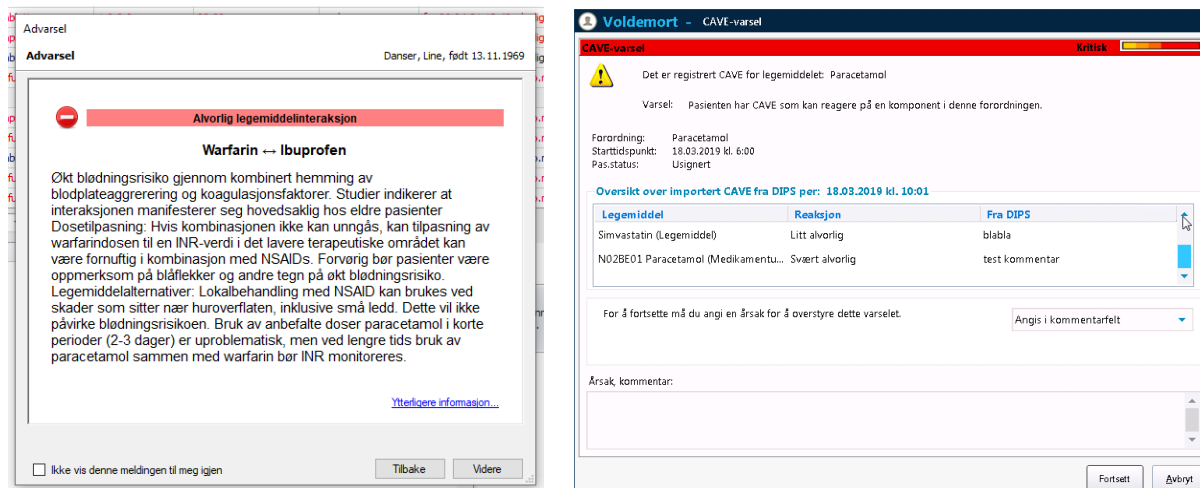 Advarsel
Advarsel
Danser, Line, født 13.11.1969
Alvorlig legemiddelinteraksjon
Warfarin ↔ Ibuprofen
Økt blødningsrisiko gjennom kombinert hemming av
blodplateaggrerering og koagulasjonsfaktorer. Studier indikerer at
interaksjonen manifesterer seg hovedsaklig hos eldre pasienter
Dosetilpasning: Hvis kombinasjonen ikke kan unngås, kan tilpasning av
warfarindosen til en INR-verdi i det lavere terapeutiske området kan
være fornuftig i kombinasjon med NSAIDs. Forøvrig bør pasienter være
oppmerksom på blåflekker og andre tegn på økt blødningsrisiko.
Legemiddelalternativer: Lokalbehandling med NSAID kan brukes ved
skader som sitter nær huroverflaten, inklusive små ledd. Dette vil ikke
påvirke blødningsrisikoen. Bruk av anbefalte doser paracetamol i korte
perioder (2-3 dager) er uproblematisk, men ved lengre tids bruk av
paracetamol sammen med warfarin bør INR monitoreres.
Ytterligere informasjon...
Ikke vis denne meldingen til meg igjen
Tilbake
Videre
Voldemort - CAVE-varsel
CAVE-varsel
Kritisk
Det er registrert CAVE for legemiddelet: Paracetamol
Varsel: Pasienten har CAVE som kan reagere på en komponent i denne forordningen.
Forordning: Paracetamol
Starttidspunkt: 18.03.2019 kl. 6:00
Pas.status: Usignert
Oversikt over importert CAVE fra DIPS per: 18.03.2019 kl. 10:01
Legemiddel Reaksjon Fra DIPS
Simvastatin (Legemiddel) Litt alvorlig blabla
N02BE01 Paracetamol (Medikamentu... Svært alvorlig test kommentar
For å fortsette må du angi en årsak for å overstyre dette varselet.
Angis i kommentarfelt
Årsak, kommentar:
Fortsett
Avbryt